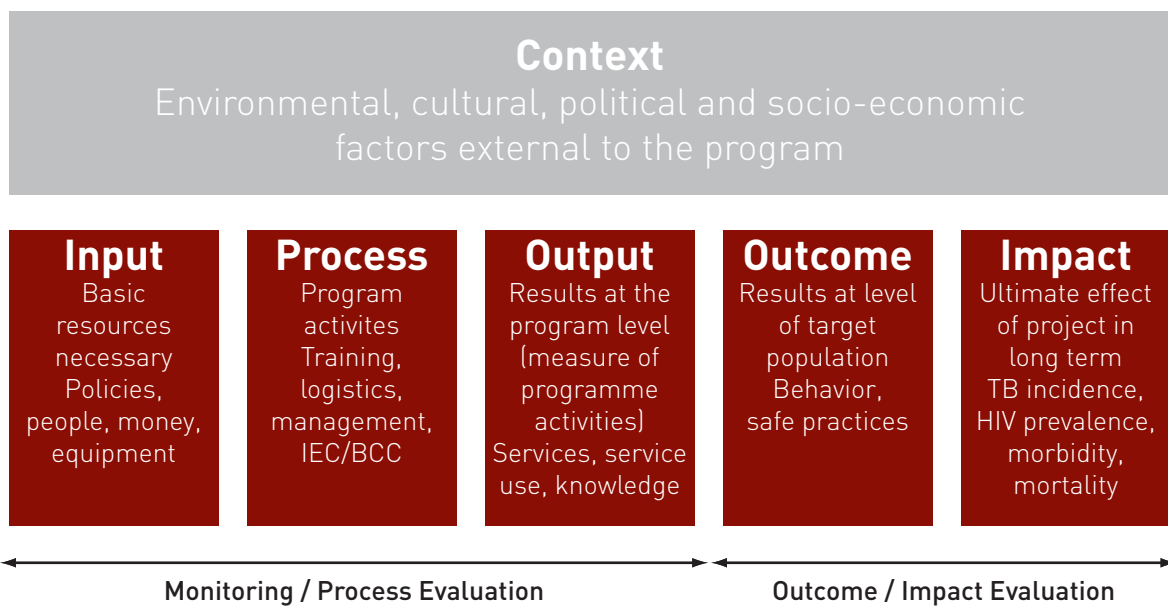 Context
Environmental, cultural, political and socio-economic
factors external to the program
Input
Basic
resources
necessary
Policies,
people, money,
equipment
Process
Program
activites
Training,
logistics,
management,
IEC/BCC
Output
Results at the
program level
(measure of
programme
activities)
Services, service
use, knowledge
Outcome
Results at level
of target
population
Behavior,
safe practices
Impact
Ultimate effect
of project in
long term
TB incidence,
HIV prevalence,
morbidity,
mortality
Monitoring / Process Evaluation
Outcome / Impact Evaluation